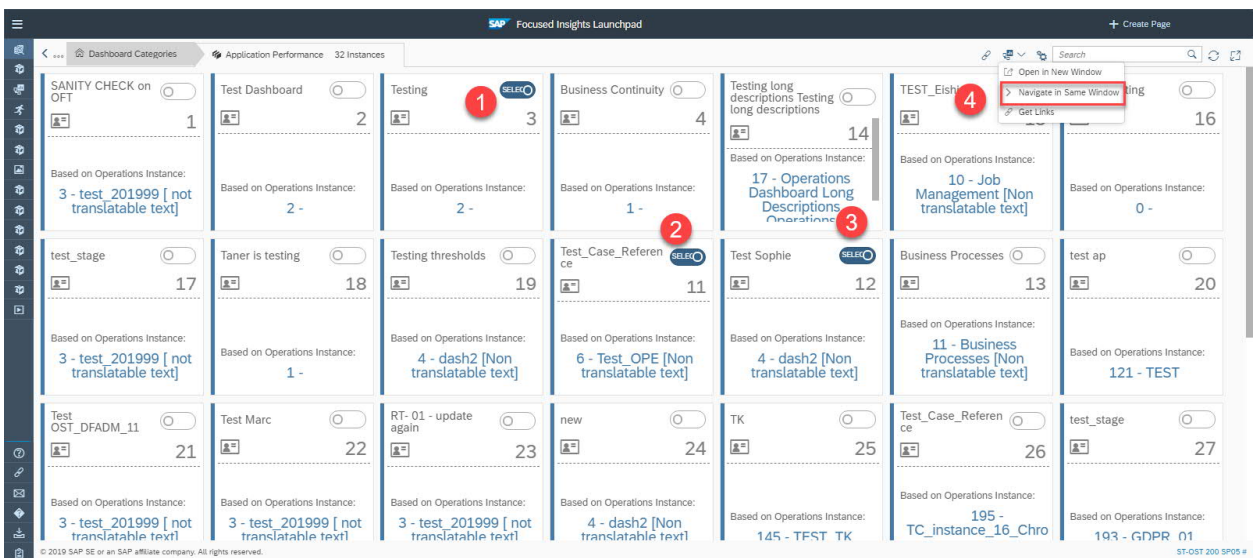 SAP Focused Insights Launchpad
+ Create Page
... Dashboard Categories
Application Performance 32 Instances
Search
Open in New Window
Navigate in Same Window
Get Links
4
SANITY CHECK on
OFT
1
Test Dashboard
2
Testing
SELEC
1
3
Business Continuity
4
Testing long
descriptions Testing
long descriptions
14
16
Based on Operations Instance:
3 - test_201999 [ not
translatable text]
Based on Operations Instance:
2 -
Based on Operations Instance:
2 -
Based on Operations Instance:
1 -
Based on Operations Instance:
17 - Operations
Dashboard Long
Descriptions
Operations
Based on Operations Instance:
10 - Job
Management [Non
translatable text]
Based on Operations Instance:
0 -
test_stage
17
Taner is testing
18
Testing thresholds
19
2
Test_Case_Referen
ce
SELEC
11
3
Test Sophie
SELEC
12
Business Processes
13
test ap
20
Based on Operations Instance:
3 - test_201999 [ not
translatable text]
Based on Operations Instance:
1 -
Based on Operations Instance:
4 - dash2 [Non
translatable text]
Based on Operations Instance:
6 - Test_OPE [Non
translatable text]
Based on Operations Instance:
4 - dash2 [Non
translatable text]
Based on Operations Instance:
11 - Business
Processes [Non
translatable text]
Based on Operations Instance:
121 - TEST
Test
OST_DFADM_11
21
Test Marc
22
RT- 01 - update
again
23
new
24
TK
25
Test_Case_Referen
ce
26
test_stage
27
Based on Operations Instance:
3 - test_201999 [ not
translatable text]
Based on Operations Instance:
3 - test_201999 [ not
translatable text]
Based on Operations Instance:
3 - test_201999 [ not
translatable text]
Based on Operations Instance:
4 - dash2 [Non
translatable text]
Based on Operations Instance:
145 - TEST_TK
Based on Operations Instance:
195 -
TC_instance_16_Chro
Based on Operations Instance:
193 - GDPR_01
© 2019 SAP SE or an SAP affiliate company. All rights reserved.
ST-OST 200 SP05